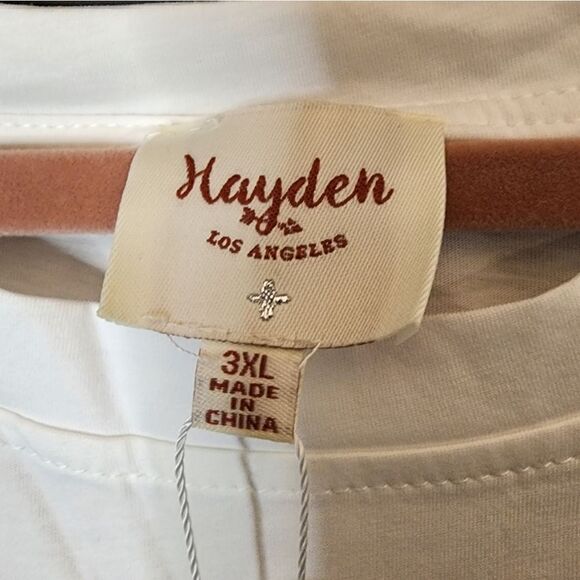 Hayden
LOS ANGELES
3XL
MADE
IN
CHINA